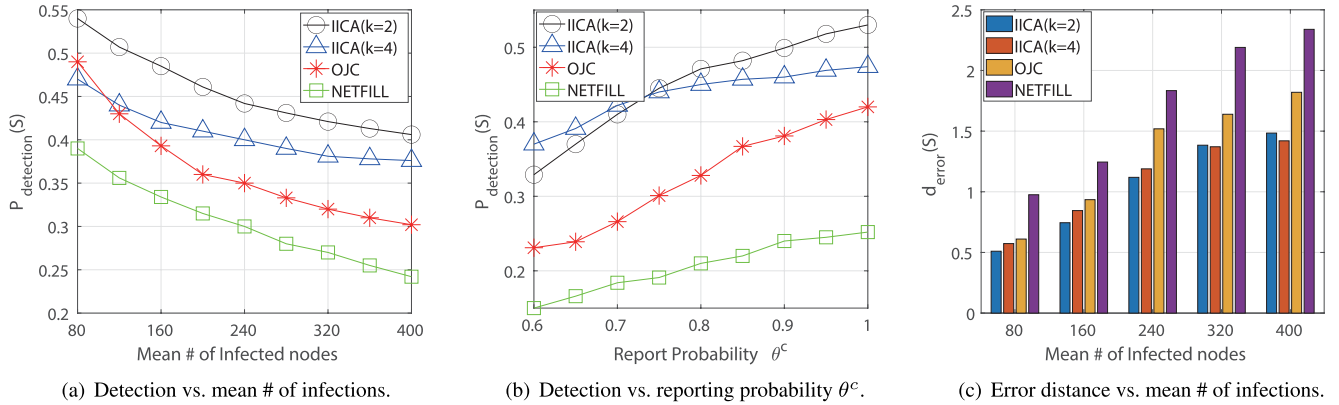 0.55
0.5
0.45
0.4
0.35
0.3
0.25
0.2
P detection (S)
80 160 240 320 400
Mean # of Infected nodes
IICA(k=2)
IICA(k=4)
OJC
NETFILL
(a) Detection vs. mean # of infections.
0.5
0.4
0.3
0.2
P detection (S)
0.6 0.7 0.8 0.9 1
Report Probability θ^c
IICA(k=2)
IICA(k=4)
OJC
NETFILL
(b) Detection vs. reporting probability θ^c.
2.5
2
1.5
1
0.5
0
d error (S)
80 160 240 320 400
Mean # of Infected nodes
IICA(k=2)
IICA(k=4)
OJC
NETFILL
(c) Error distance vs. mean # of infections.